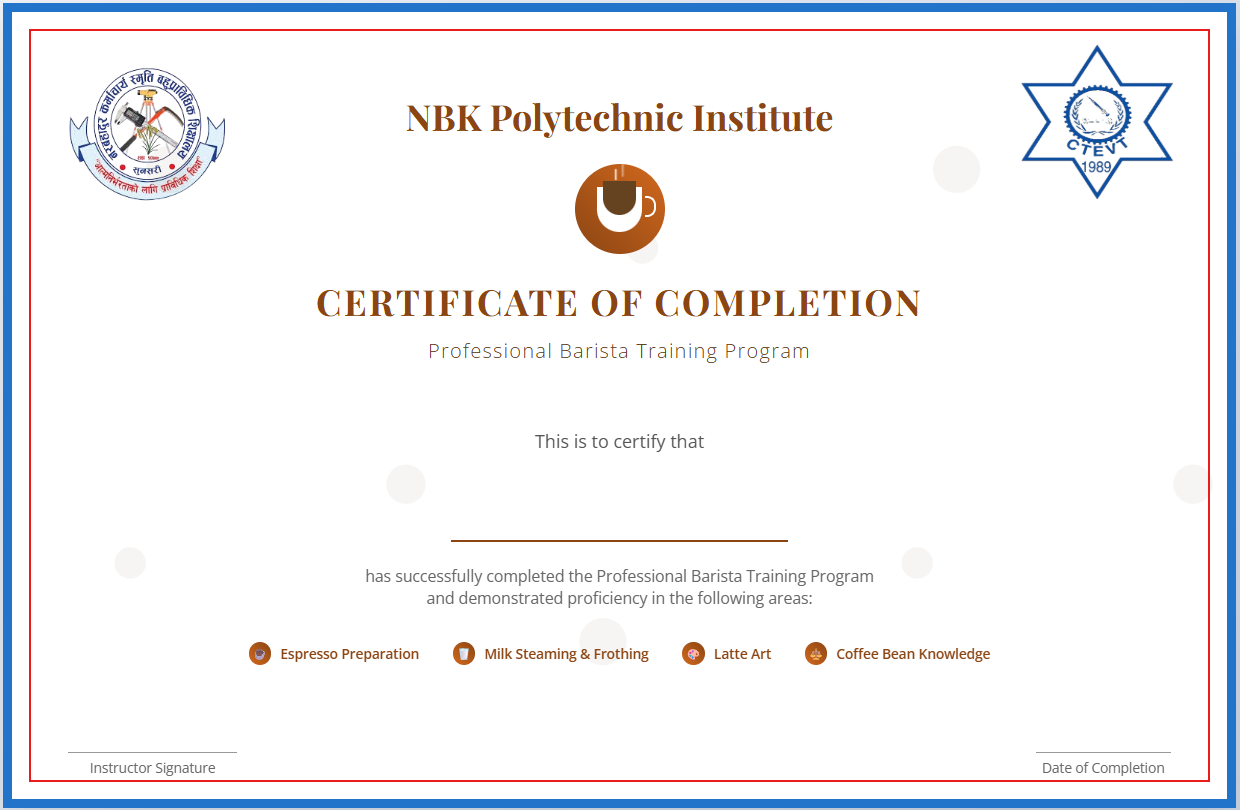 नरबहादुर कर्माचार्य स्मृति बहुप्राविधिक शिक्षालय
सुनसरी
"आत्मनिर्भरताको लागि प्राविधिक शिक्षा"
NBK Polytechnic Institute
CTEVT
1989
CERTIFICATE OF COMPLETION
Professional Barista Training Program
This is to certify that
has successfully completed the Professional Barista Training Program
and demonstrated proficiency in the following areas:
Espresso Preparation
Milk Steaming & Frothing
Latte Art
Coffee Bean Knowledge
Instructor Signature
Date of Completion